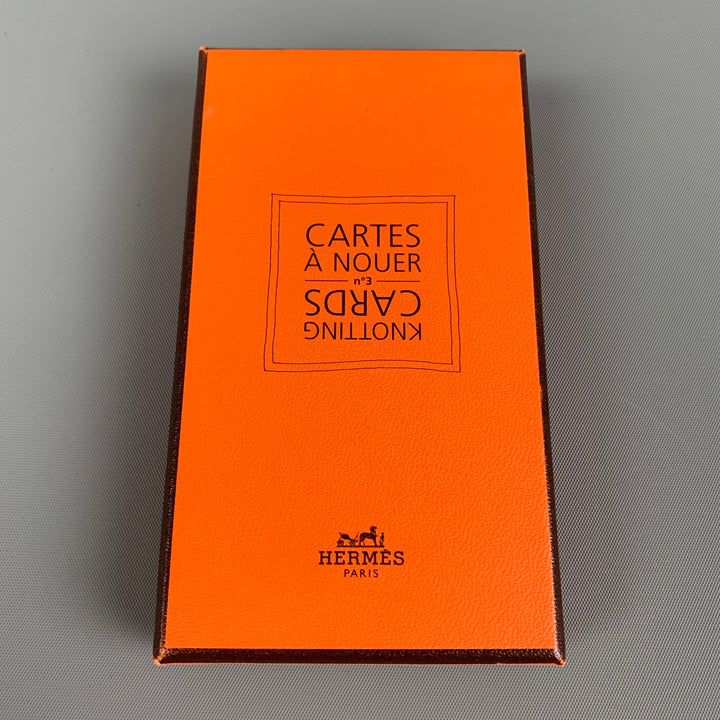 CARTES
À NOUER
n°3
KNOTTING
CARDS
HERMÈS
PARIS